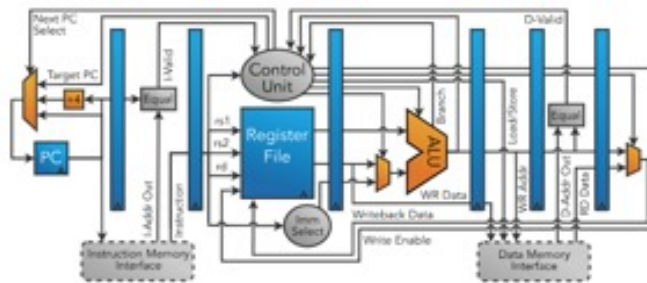 Next PC
Select
Target PC
+4
PC
I-Valid
Equal
I-Addr Out
Instruction
Instruction Memory
Interface
Control
Unit
rs1
rs2
rd
Register
File
Imm
Select
ALU
Branch
WR Data
Writeback Data
Write Enable
Load/Store
WR Addr
D-Valid
Equal
D-Addr Out
RD Data
Data Memory
Interface